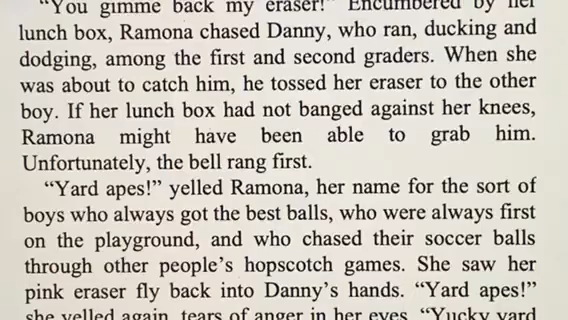 “You gimme back my eraser!” Encumbered by her
lunch box, Ramona chased Danny, who ran, ducking and
dodging, among the first and second graders. When she
was about to catch him, he tossed her eraser to the other
boy. If her lunch box had not banged against her knees,
Ramona might have been able to grab him.
Unfortunately, the bell rang first.
“Yard apes!” yelled Ramona, her name for the sort of
boys who always got the best balls, who were always first
on the playground, and who chased their soccer balls
through other people’s hopscotch games. She saw her
pink eraser fly back into Danny’s hands. “Yard apes!”
she yelled again, tears of anger in her eyes. “Yucky yard